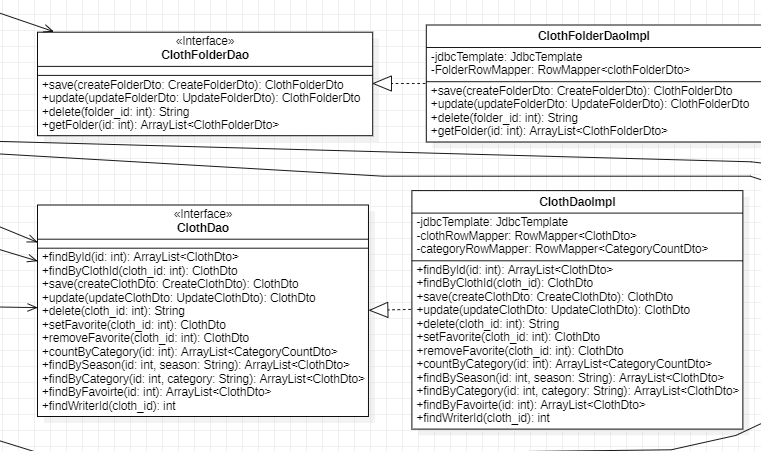 «Interface»
ClothFolderDao
+save(createFolderDto: CreateFolderDto): ClothFolderDto
+update(updateFolderDto: UpdateFolderDto): ClothFolderDto
+delete(folder_id: int): String
+getFolder(id: int): ArrayList<ClothFolderDto>
ClothFolderDaoImpl
-jdbcTemplate: JdbcTemplate
-FolderRowMapper: RowMapper<clothFolderDto>
+save(createFolderDto: CreateFolderDto): ClothFolderDto
+update(updateFolderDto: UpdateFolderDto): ClothFolderDto
+delete(folder_id: int): String
+getFolder(id: int): ArrayList<ClothFolderDto>
«Interface»
ClothDao
+findById(id: int): ArrayList<ClothDto>
+findByClothId(cloth_id: int): ClothDto
+save(createClothDto: CreateClothDto): ClothDto
+update(updateClothDto: UpdateClothDto): ClothDto
+delete(cloth_id: int): String
+setFavorite(cloth_id: int): ClothDto
+removeFavorite(cloth_id: int): ClothDto
+countByCategory(id: int): ArrayList<CategoryCountDto>
+findBySeason(id: int, season: String): ArrayList<ClothDto>
+findByCategory(id: int, category: String): ArrayList<ClothDto>
+findByFavoirte(id: int): ArrayList<ClothDto>
+findWriterId(cloth_id): int
ClothDaoImpl
-jdbcTemplate: JdbcTemplate
-clothRowMapper: RowMapper<ClothDto>
-categoryRowMapper: RowMapper<CategoryCountDto>
+findById(id: int): ArrayList<ClothDto>
+findByClothId(cloth_id: int): ClothDto
+save(createClothDto: CreateClothDto): ClothDto
+update(updateClothDto: UpdateClothDto): ClothDto
+delete(cloth_id: int): String
+setFavorite(cloth_id: int): ClothDto
+removeFavorite(cloth_id: int): ClothDto
+countByCategory(id: int): ArrayList<CategoryCountDto>
+findBySeason(id: int, season: String): ArrayList<ClothDto>
+findByCategory(id: int, category: String): ArrayList<ClothDto>
+findByFavoirte(id: int): ArrayList<ClothDto>
+findWriterId(cloth_id): int